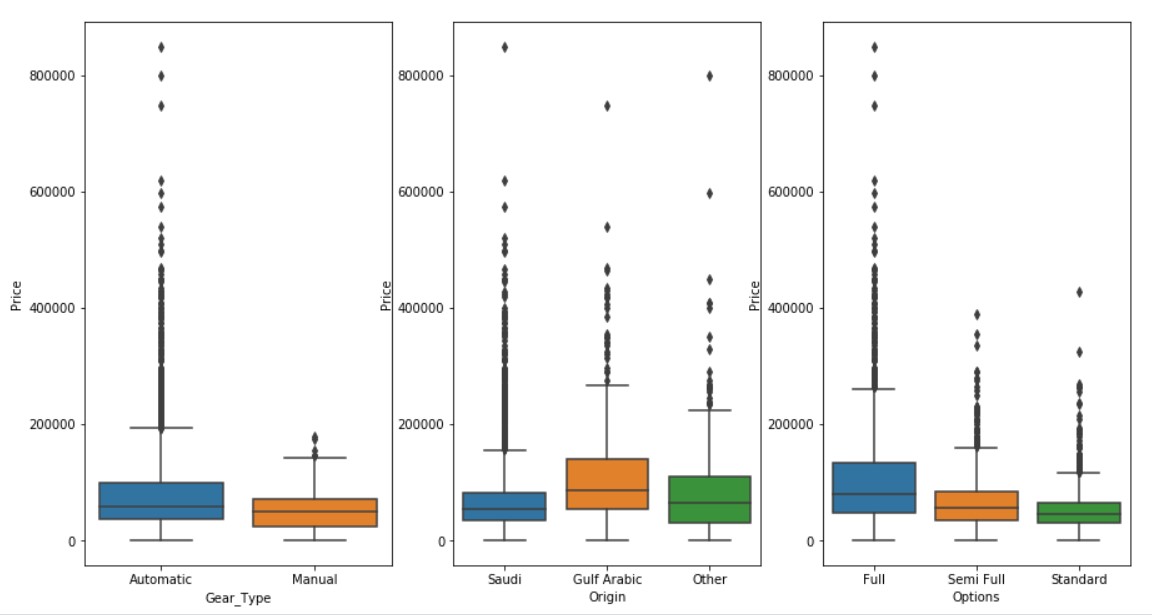 Price
800000
600000
400000
200000
0
Automatic
Manual
Gear_Type
Price
800000
600000
400000
200000
0
Saudi
Gulf Arabic
Other
Origin
Price
800000
600000
400000
200000
0
Full
Semi Full
Standard
Options